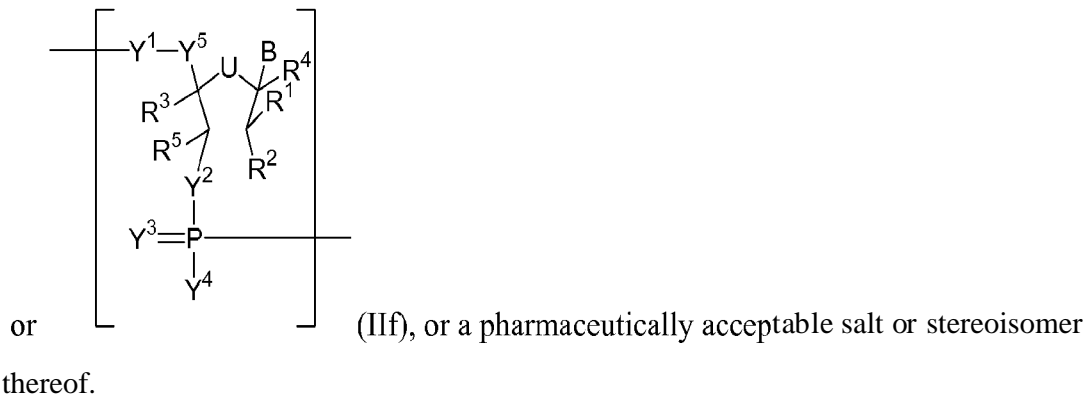 Y¹—Y⁵ B
U R⁴
R³ R¹
R⁵ R²
Y²
Y³=P
Y⁴
or (IIf), or a pharmaceutically acceptable salt or stereoisomer
thereof.